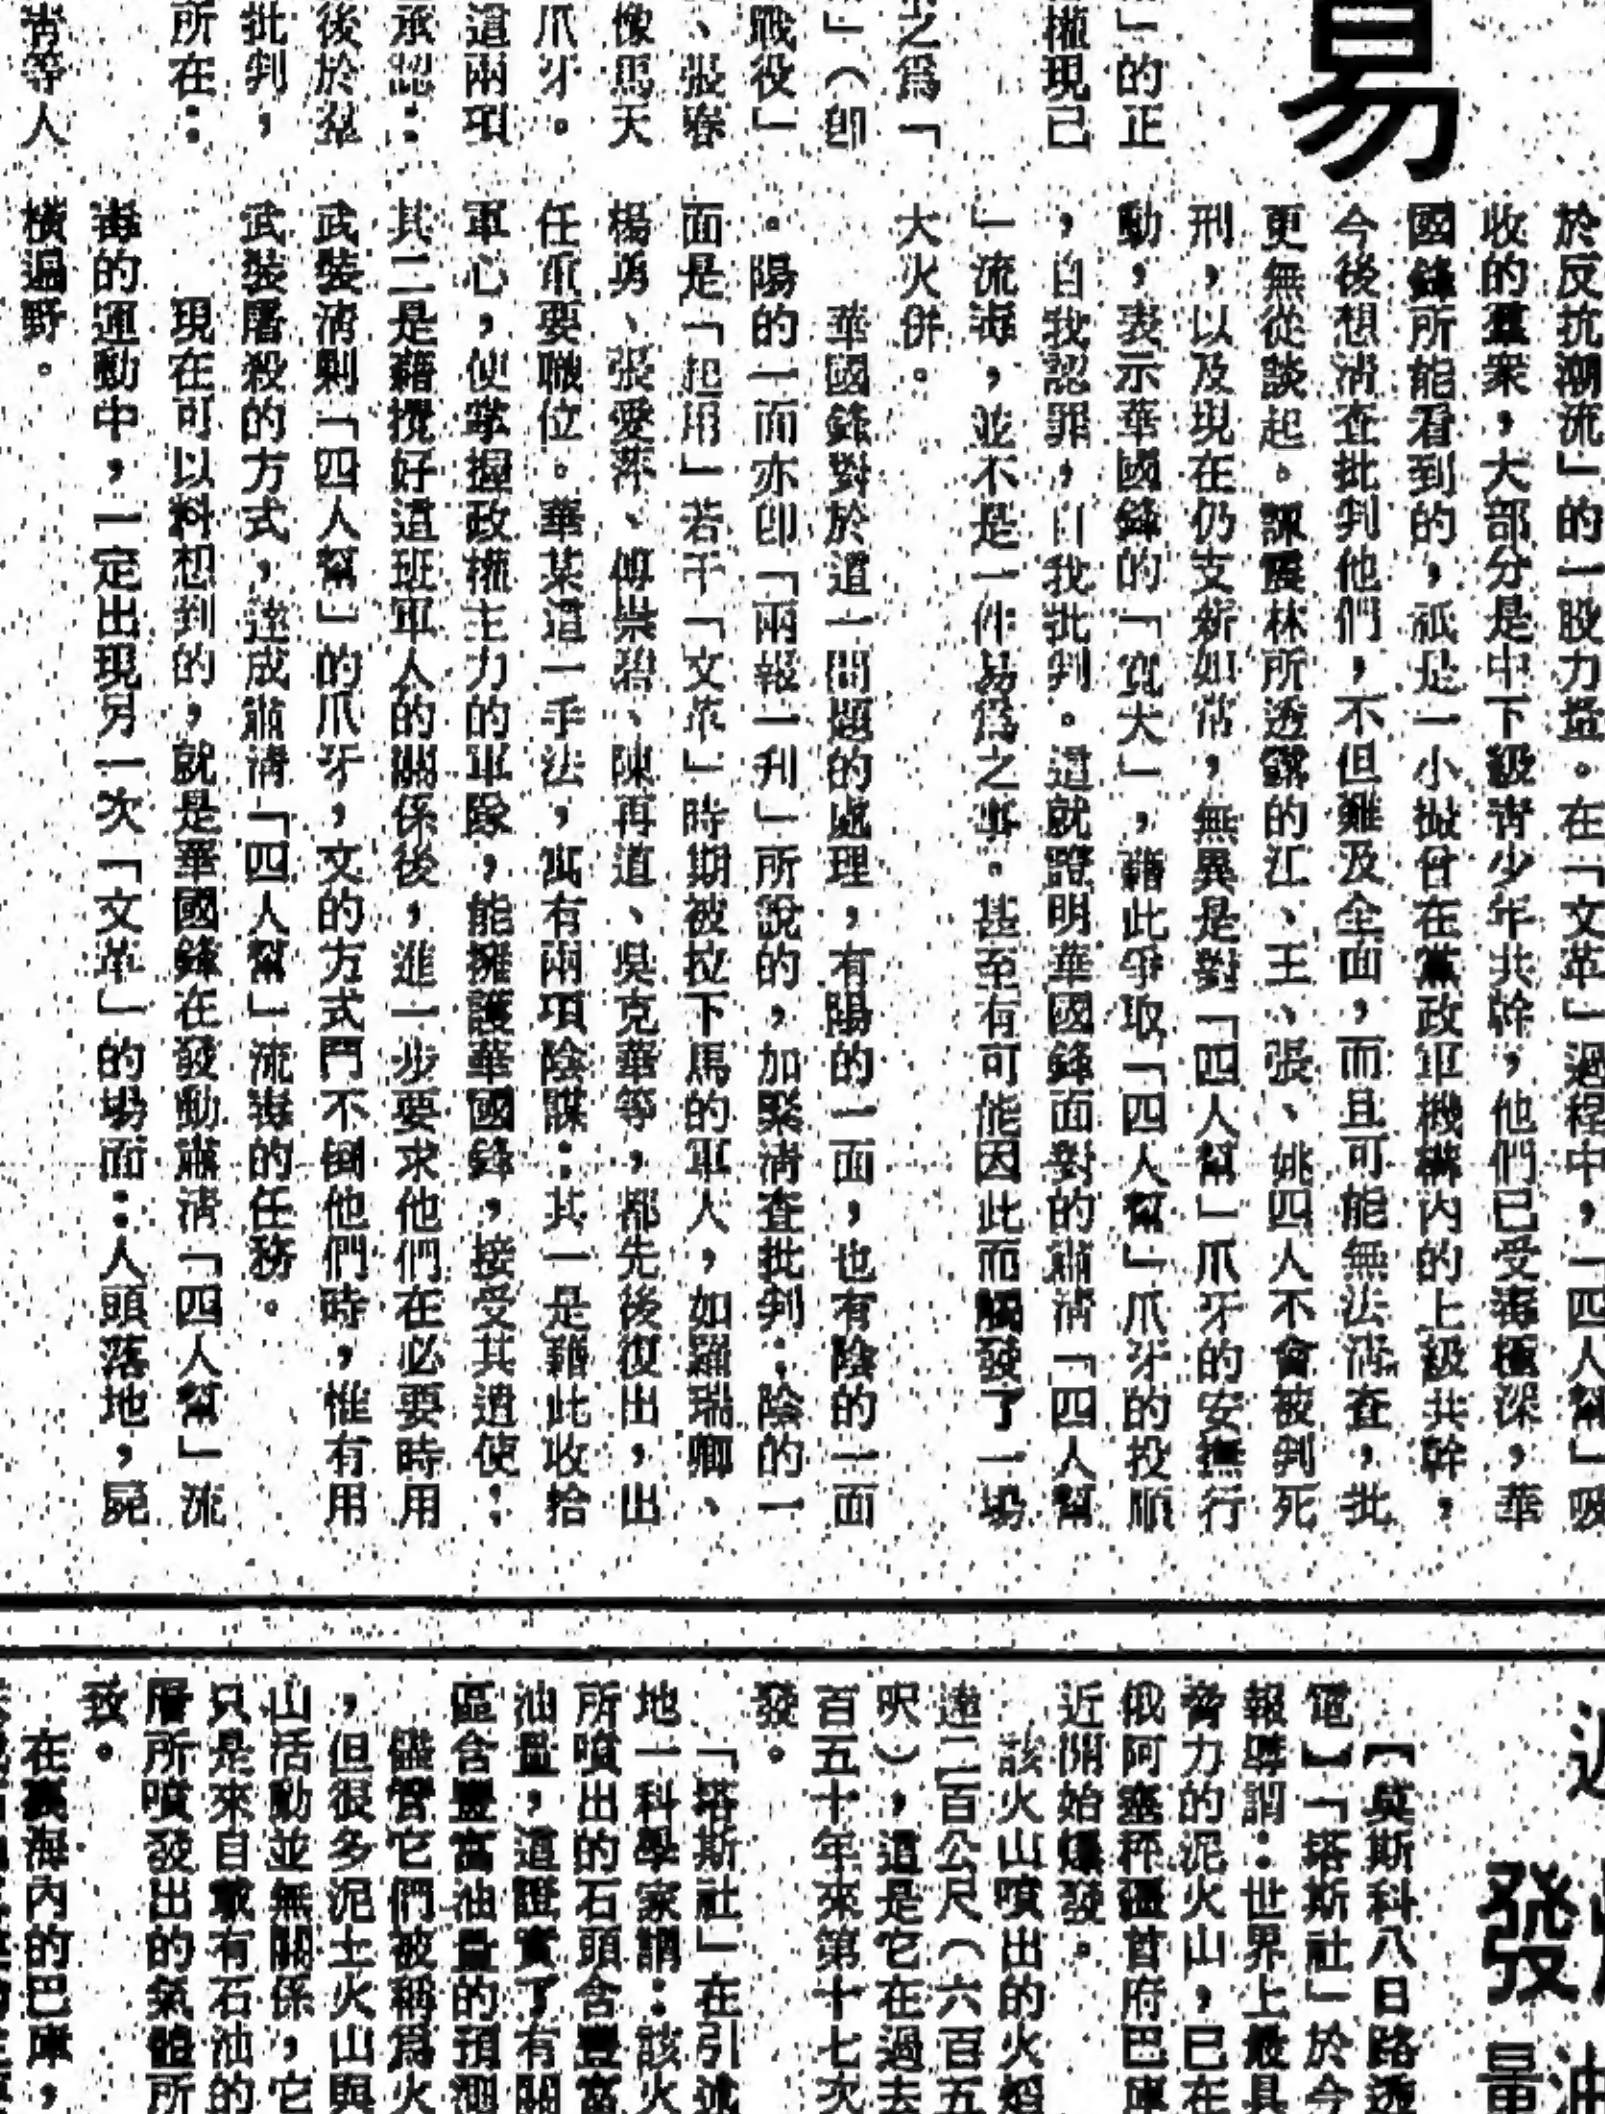 易
」的正
權現己
之爲「
」（卽
戰役」
、張春
像馬天
爪牙。
這兩項
承認：
後於羣
批判，
所在：
靑等人
於反抗潮流」的一股力量。在「文革」過程中，「四人幫」吸
收的羣衆，大部分是中下級靑少年共幹，他們已受毒極深，華
國鋒所能看到的，祇是一小撮曾在黨政軍機構內的上級共幹，
今後想淸查批判他們，不但難及全面，而且可能無法淸查，批
更無從談起。諫震林所透露的江、王、張、姚四人不會被判死
刑，以及現在仍支薪如常，無異是對「四人幫」爪牙的安撫行
動，表示華國鋒的「寬大」，藉此爭取「四人幫」爪牙的投順
，自我認罪，自我批判。這就證明華國鋒面對的肅淸「四人幫
」流毒，並不是一件易爲之事。甚至有可能因此而觸發了一場
大火併。
華國鋒對於這一問題的處理，有陽的一面，也有陰的一面
。陽的一面亦卽「兩報一刋」所說的，加緊淸查批判；陰的一
面是「起用」若干「文革」時期被拉下馬的軍人，如羅瑞卿、
楊勇、張愛萍、傅崇碧、陳再道、吳克華等，都先後復出，出
任重要職位。華某這一手法，寓有兩項陰謀：其一是藉此收拾
軍心，使掌握政權主力的軍隊，能擁護華國鋒，接受其遣使；
其二是藉攪好這班軍人的關係後，進一步要求他們在必要時用
武裝淸剿「四人幫」的爪牙，文的方式鬥不倒他們時，惟有用
武裝屠殺的方式，達成肅淸「四人幫」流毒的任務。
現在可以料想到的，就是華國鋒在發動肅淸「四人幫」流
毒的運動中，一定出現另一次「文革」的場面：人頭落地，屍
橫遍野。
發
量油
【莫斯科八日路透
電】「塔斯社」於今
報導謂：世界上最具
脅力的泥火山，已在
俄阿塞稱疆首府巴庫
近開始爆發。
該火山噴出的火焰
達二百公尺（六百五
呎），這是它在過去
百五十年來第十七次
發。
「塔斯社」在引述
地一科學家謂：該火
所噴出的石頭含豐富
油量，這證實了有關
區含豐富油量的預測
儘管它們被稱爲火
，但很多泥土火山與
山活動並無關係，它
只是來自載有石油的
層所噴發出的氣體所
致。
在裏海內的巴庫，